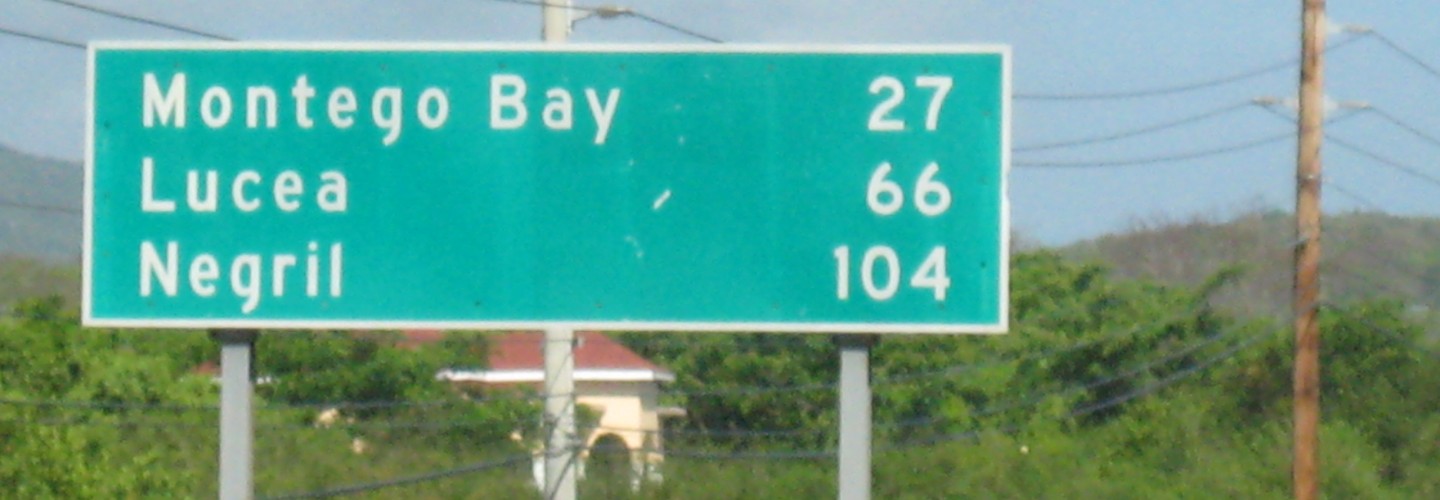 Montego Bay 27
Lucea 66
Negril 104